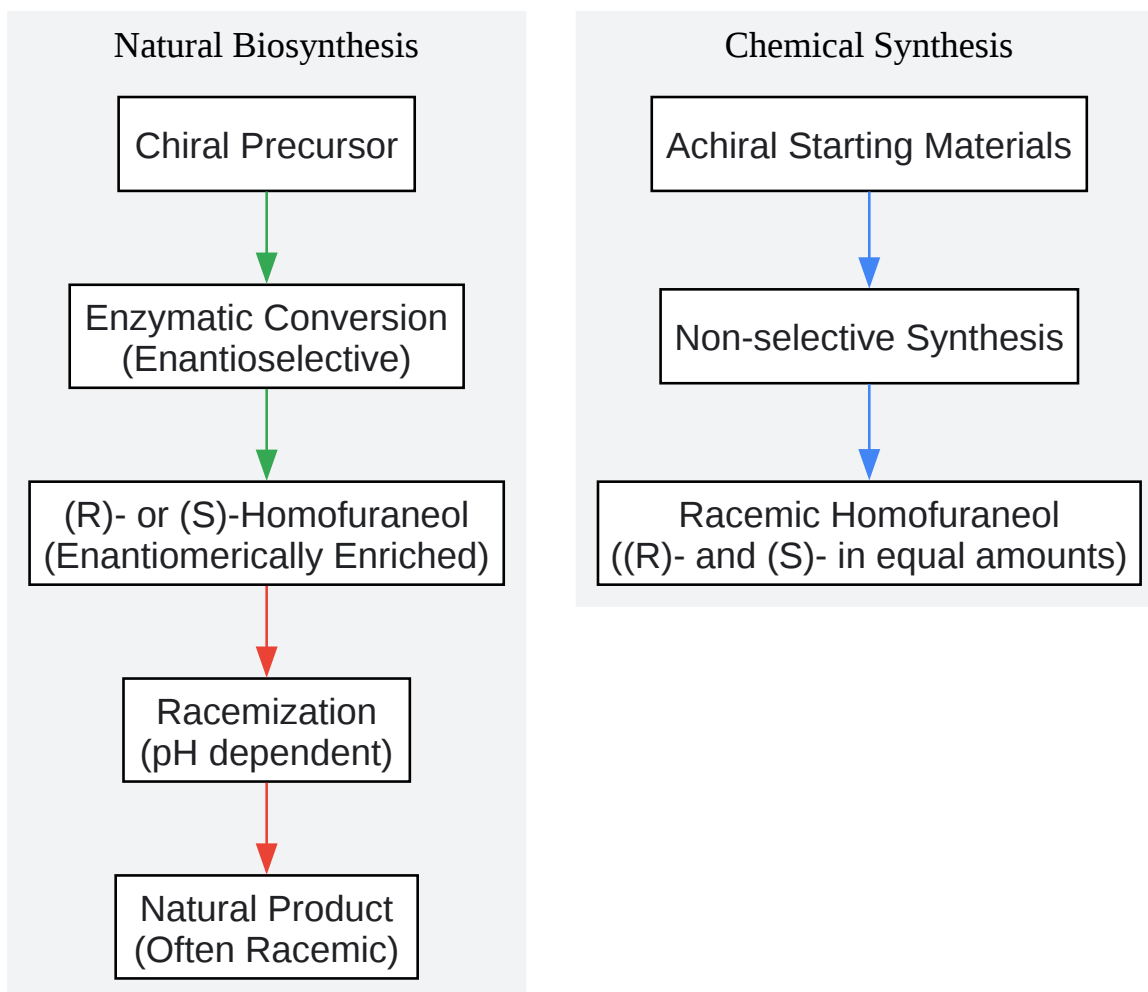 Natural Biosynthesis
Chiral Precursor
Enzymatic Conversion
(Enantioselective)
(R)- or (S)-Homofuraneol
(Enantiomerically Enriched)
Racemization
(pH dependent)
Natural Product
(Often Racemic)
Chemical Synthesis
Achiral Starting Materials
Non-selective Synthesis
Racemic Homofuraneol
((R)- and (S)- in equal amounts)